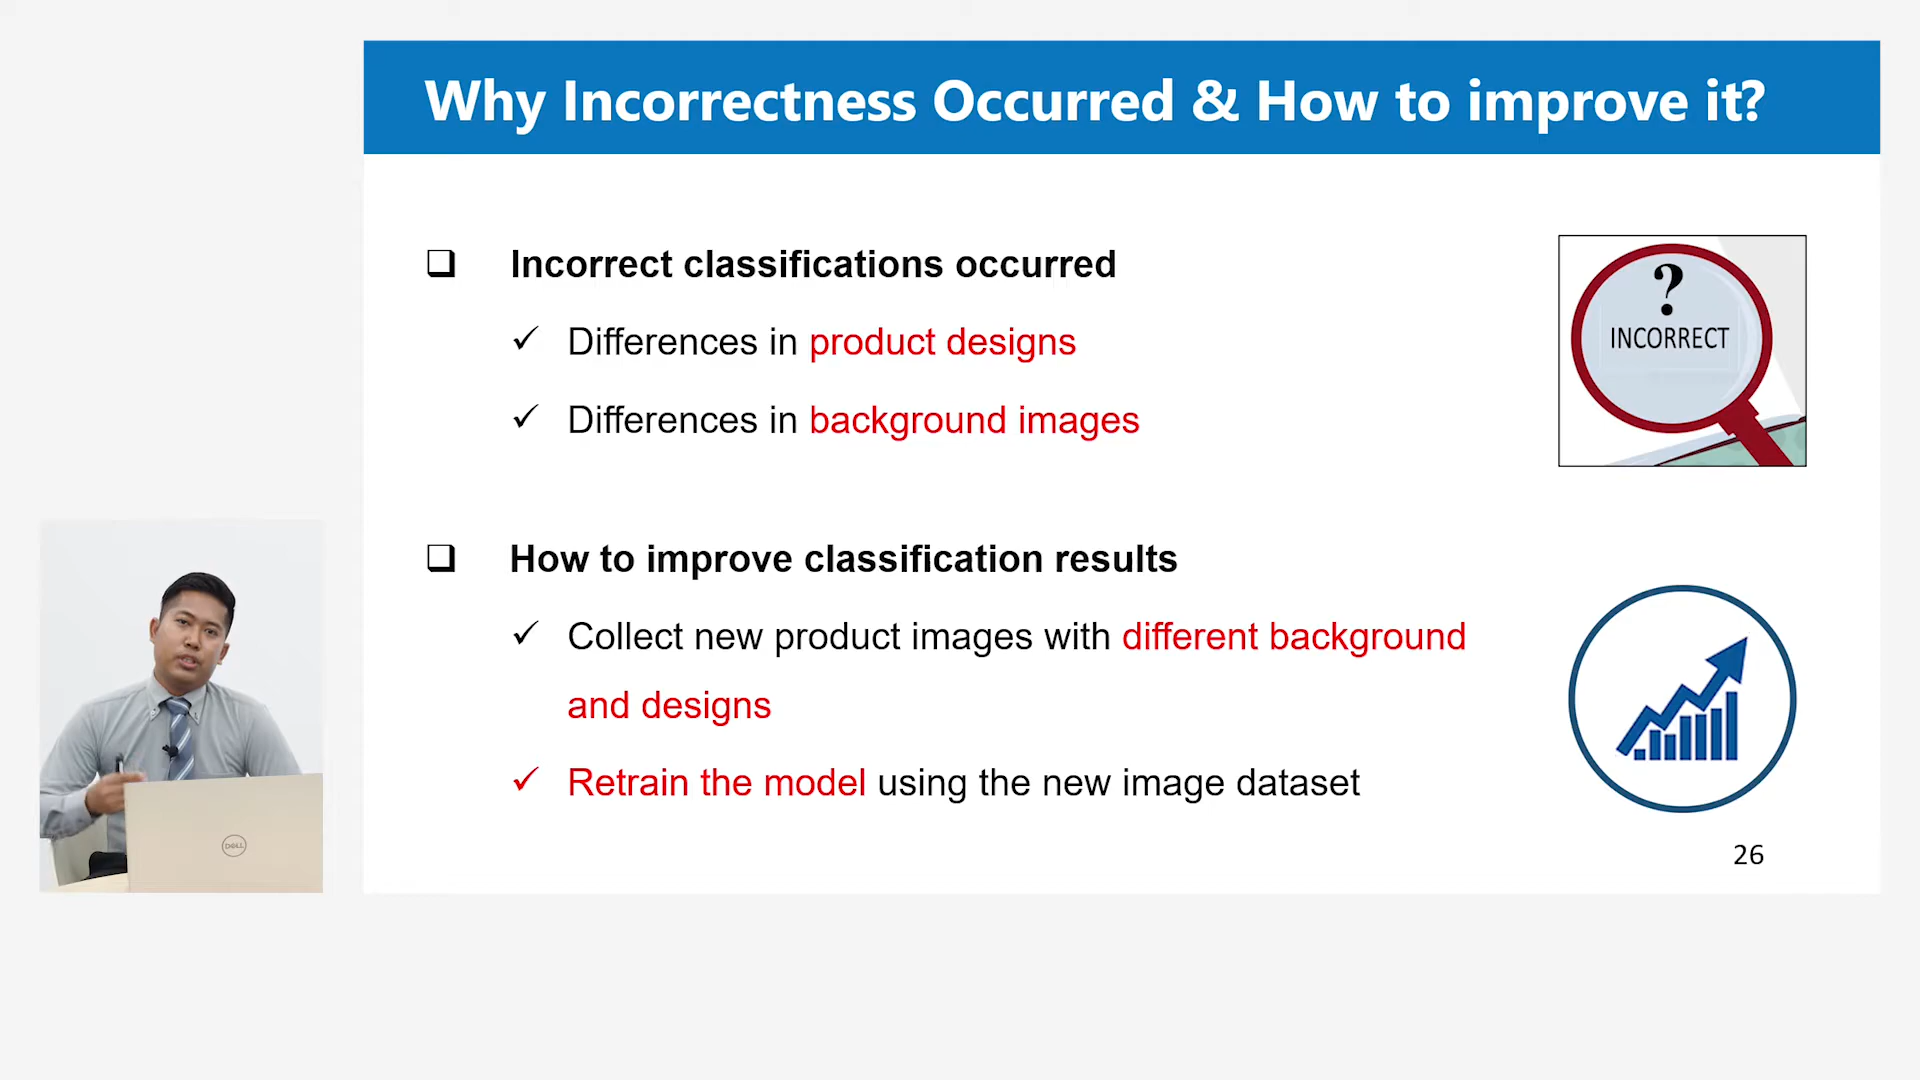 Why Incorrectness Occurred & How to improve it?
Incorrect classifications occurred
Differences in product designs
Differences in background images
?
INCORRECT
How to improve classification results
Collect new product images with different background
and designs
Retrain the model using the new image dataset
26
DELL